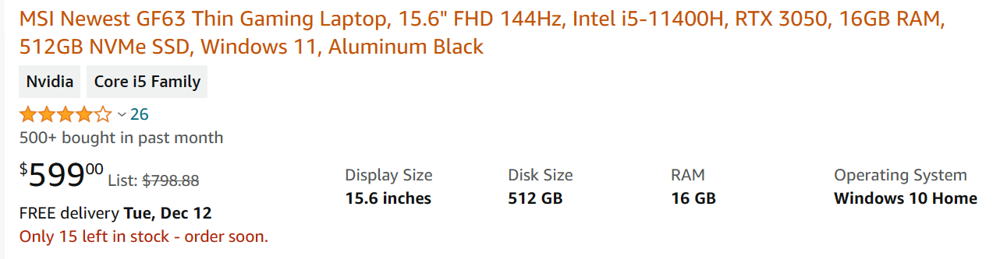 MSI Newest GF63 Thin Gaming Laptop, 15.6" FHD 144Hz, Intel i5-11400H, RTX 3050, 16GB RAM,
512GB NVMe SSD, Windows 11, Aluminum Black
Nvidia Core i5 Family
26
500+ bought in past month
$599.00 List: $798.88
FREE delivery Tue, Dec 12
Only 15 left in stock - order soon.
Display Size Disk Size RAM Operating System
15.6 inches 512 GB 16 GB Windows 10 Home